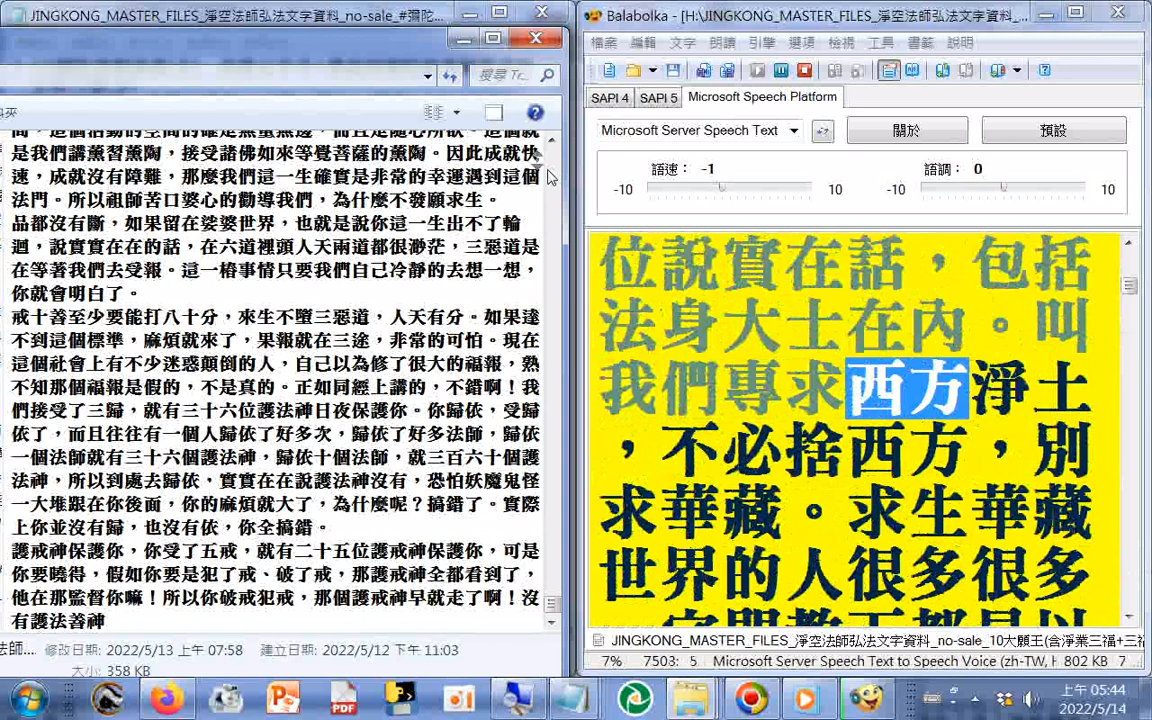 JINGKONG_MASTER_FILES_淨空法師弘法文字資料_no-sale_#彌陀...
搜尋 Tr...
夾
是我們講薰習薰陶，接受諸佛如來等覺菩薩的薰陶。因此成就快
速，成就沒有障難，那麼我們這一生確實是非常的幸運遇到這個
法門。所以祖師苦口婆心的勸導我們，為什麼不發願求生。
品都沒有斷，如果留在娑婆世界，也就是說你這一生出不了輪
迴，說實實在在的話，在六道裡頭人天兩道都很渺茫，三惡道是
在等著我們去受報。這一樁事情只要我們自己冷靜的去想一想，
你就會明白了。
戒十善至少要能打八十分，來生不墮三惡道，人天有分。如果達
不到這個標準，麻煩就來了，果報就在三途，非常的可怕。現在
這個社會上有不少迷惑顛倒的人，自己以為修了很大的福報，熟
不知那個福報是假的，不是真的。正如同經上講的，不錯啊！我
們接受了三歸，就有三十六位護法神日夜保護你。你歸依，受歸
依了，而且往往有一個人歸依了好多次，歸依了好多法師，歸依
一個法師就有三十六個護法神，歸依十個法師，就三百六十個護
法神，所以到處去歸依，實實在在說護法神沒有，恐怕妖魔鬼怪
一大堆跟在你後面，你的麻煩就大了，為什麼呢？搞錯了。實際
上你並沒有歸，也沒有依，你全搞錯。
護戒神保護你，你受了五戒，就有二十五位護戒神保護你，可是
你要曉得，假如你要是犯了戒、破了戒，那護戒神全都看到了，
他在那監督你嘛！所以你破戒犯戒，那個護戒神早就走了啊！沒
有護法善神
法師... 修改日期: 2022/5/13 上午 07:58 建立日期: 2022/5/12 下午 11:03
大小: 358 KB
Balabolka - [H:\JINGKONG_MASTER_FILES_淨空法師弘法文字資料_...
檔案 編輯 文字 朗讀 引擎 選項 檢視 工具 書籤 說明
SAPI 4 SAPI 5 Microsoft Speech Platform
Microsoft Server Speech Text 關於 預設
語速： -1 語調： 0
-10 10 -10 10
位說實在話，包括
法身大士在內。叫
我們專求西方淨土
，不必捨西方，別
求華藏。求生華藏
世界的人很多很多
JINGKONG_MASTER_FILES_淨空法師弘法文字資料_no-sale_10大願王(含淨業三福+三福
7% 7503: 5 Microsoft Server Speech Text to Speech Voice (zh-TW, H 802 KB 7
PDF
上午 05:44
2022/5/14